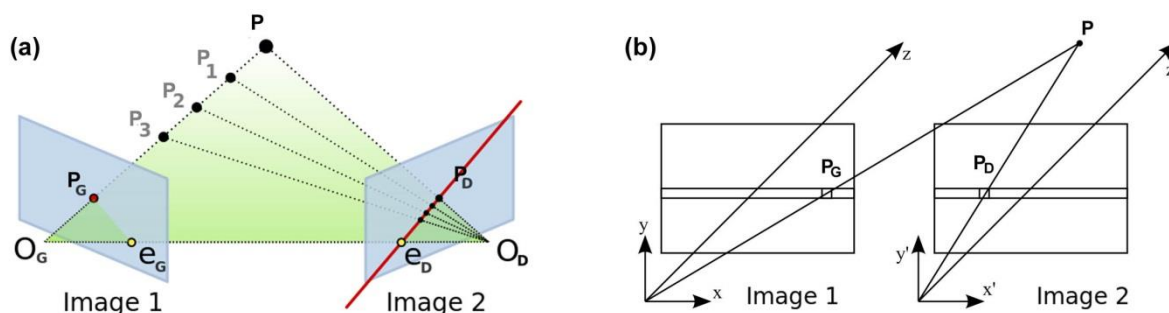 (a)
P
P1
P2
P3
PG
PD
OG
eG
eD
OD
Image 1
Image 2
(b)
P
z
z
PG
PD
y
x
Image 1
y'
x'
Image 2